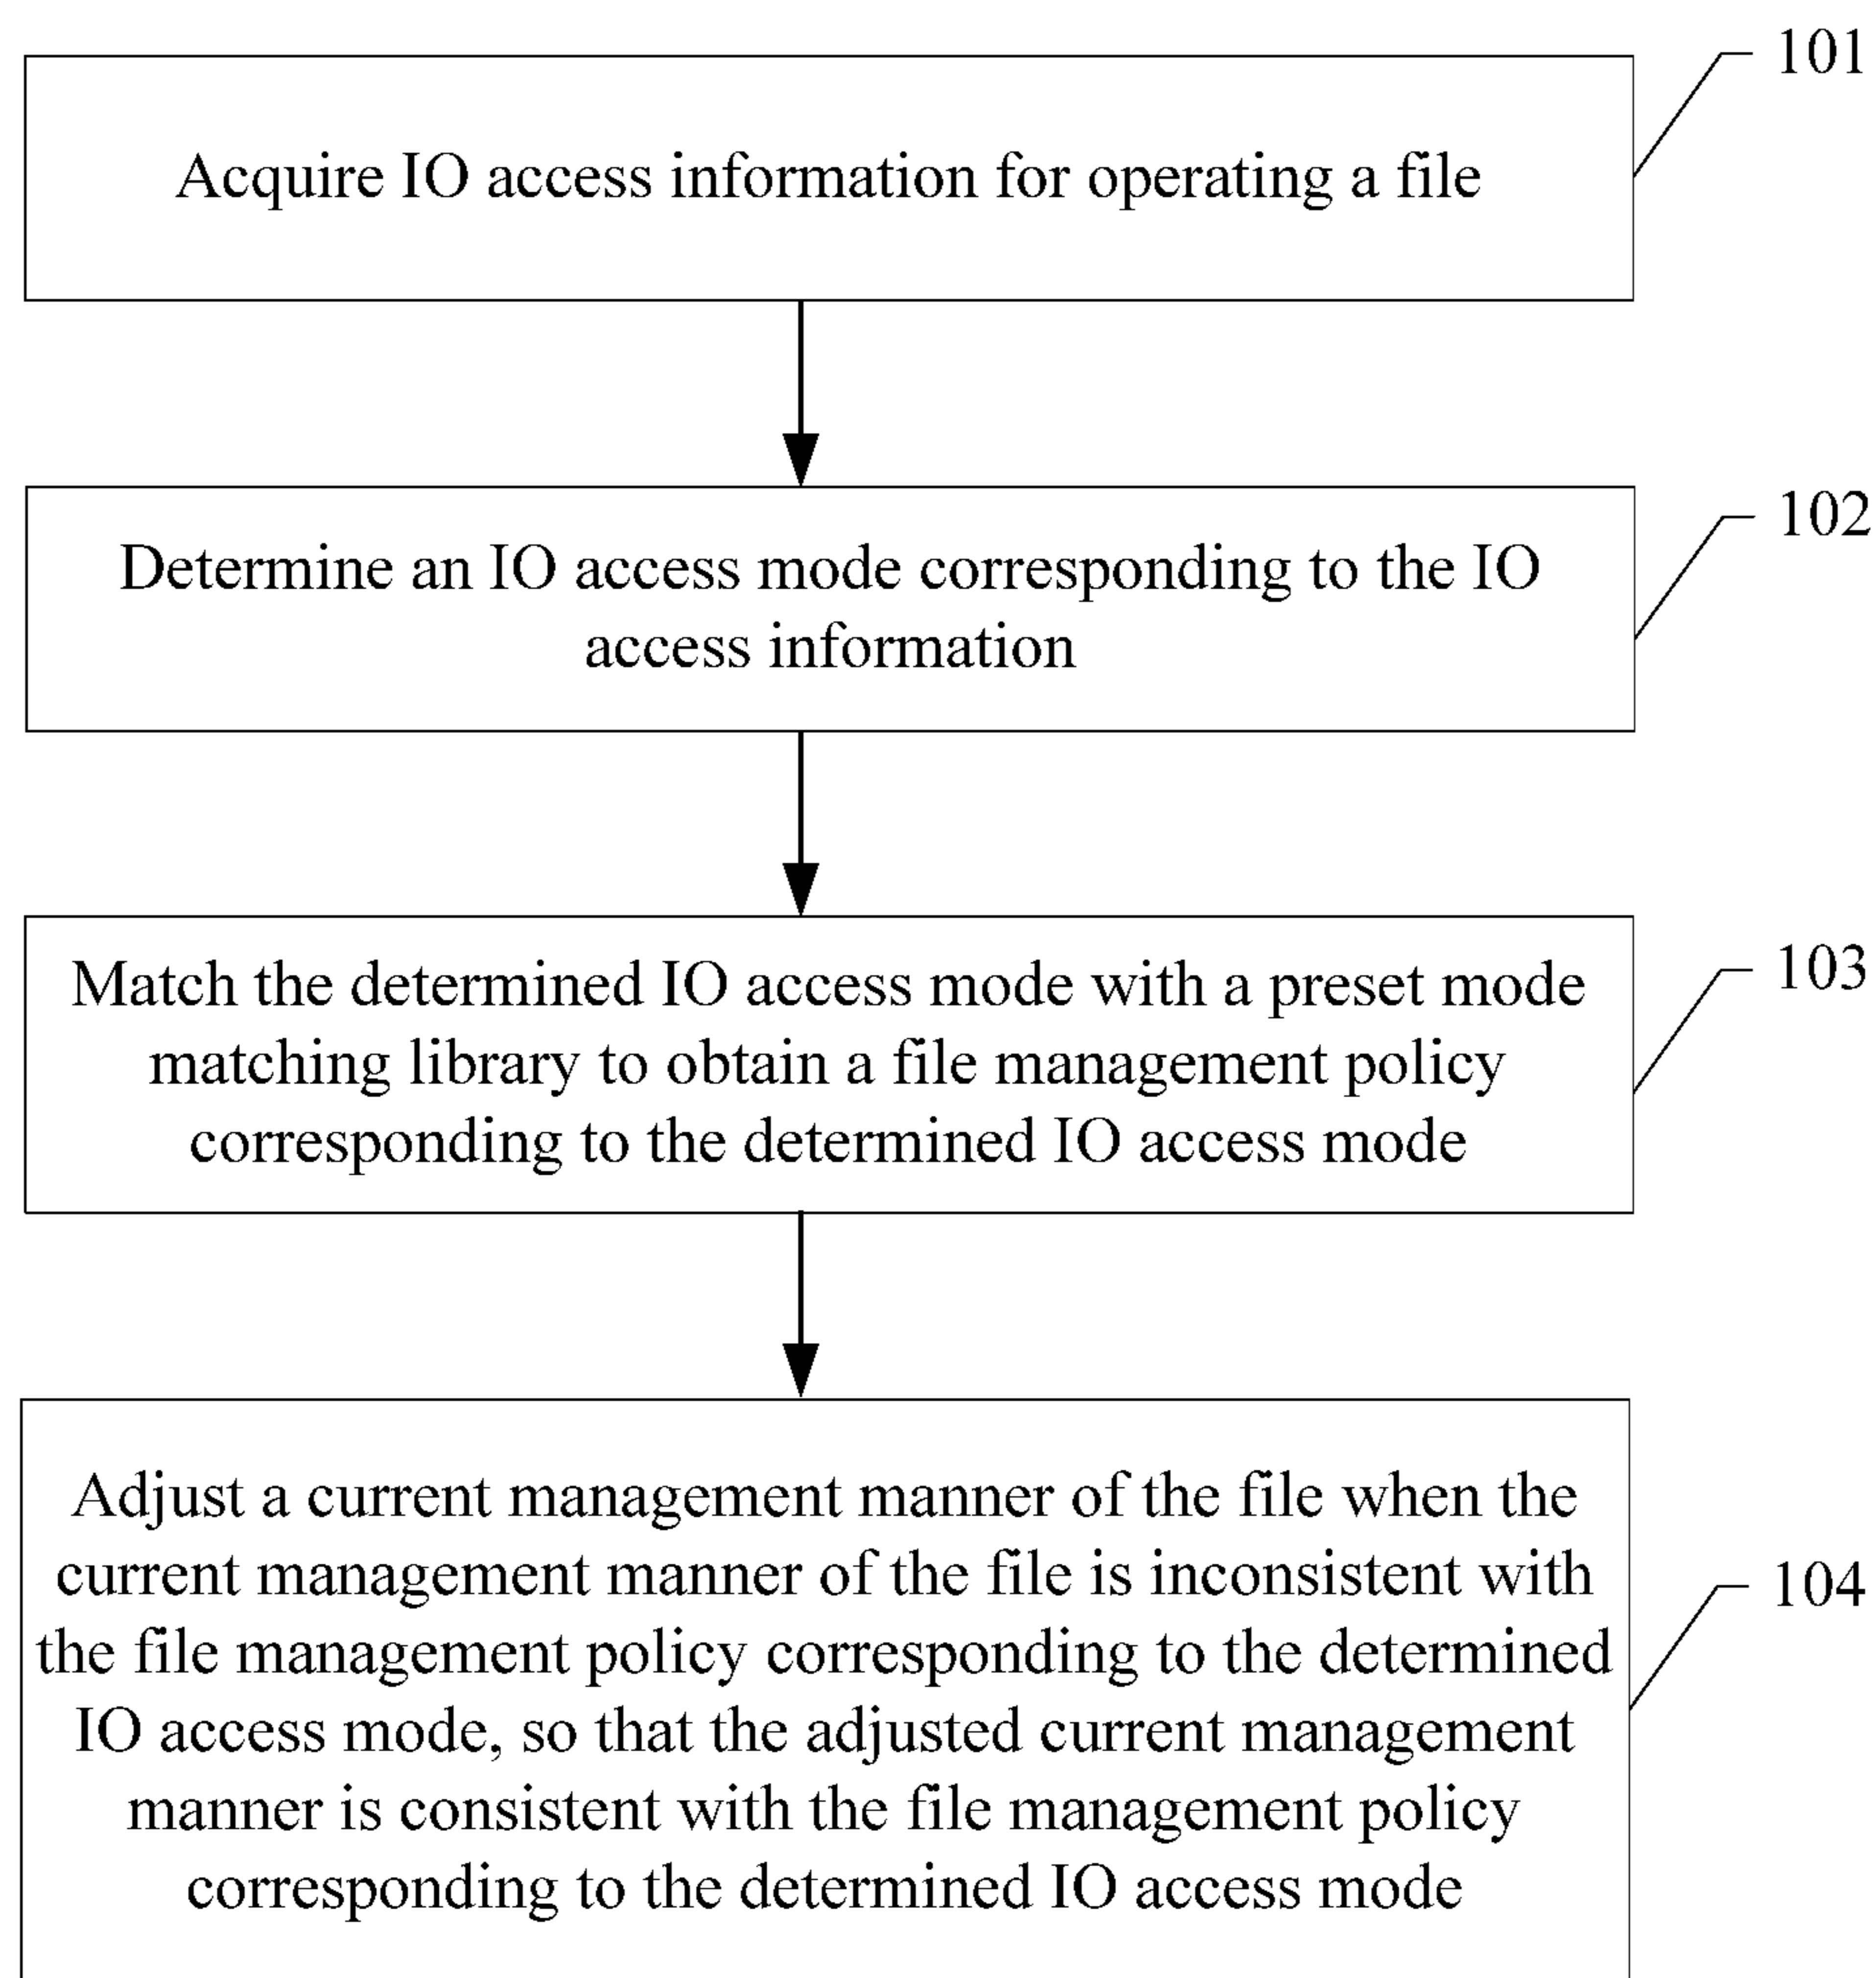 101
Acquire IO access information for operating a file
102
Determine an IO access mode corresponding to the IO
access information
103
Match the determined IO access mode with a preset mode
matching library to obtain a file management policy
corresponding to the determined IO access mode
104
Adjust a current management manner of the file when the
current management manner of the file is inconsistent with
the file management policy corresponding to the determined
IO access mode, so that the adjusted current management
manner is consistent with the file management policy
corresponding to the determined IO access mode